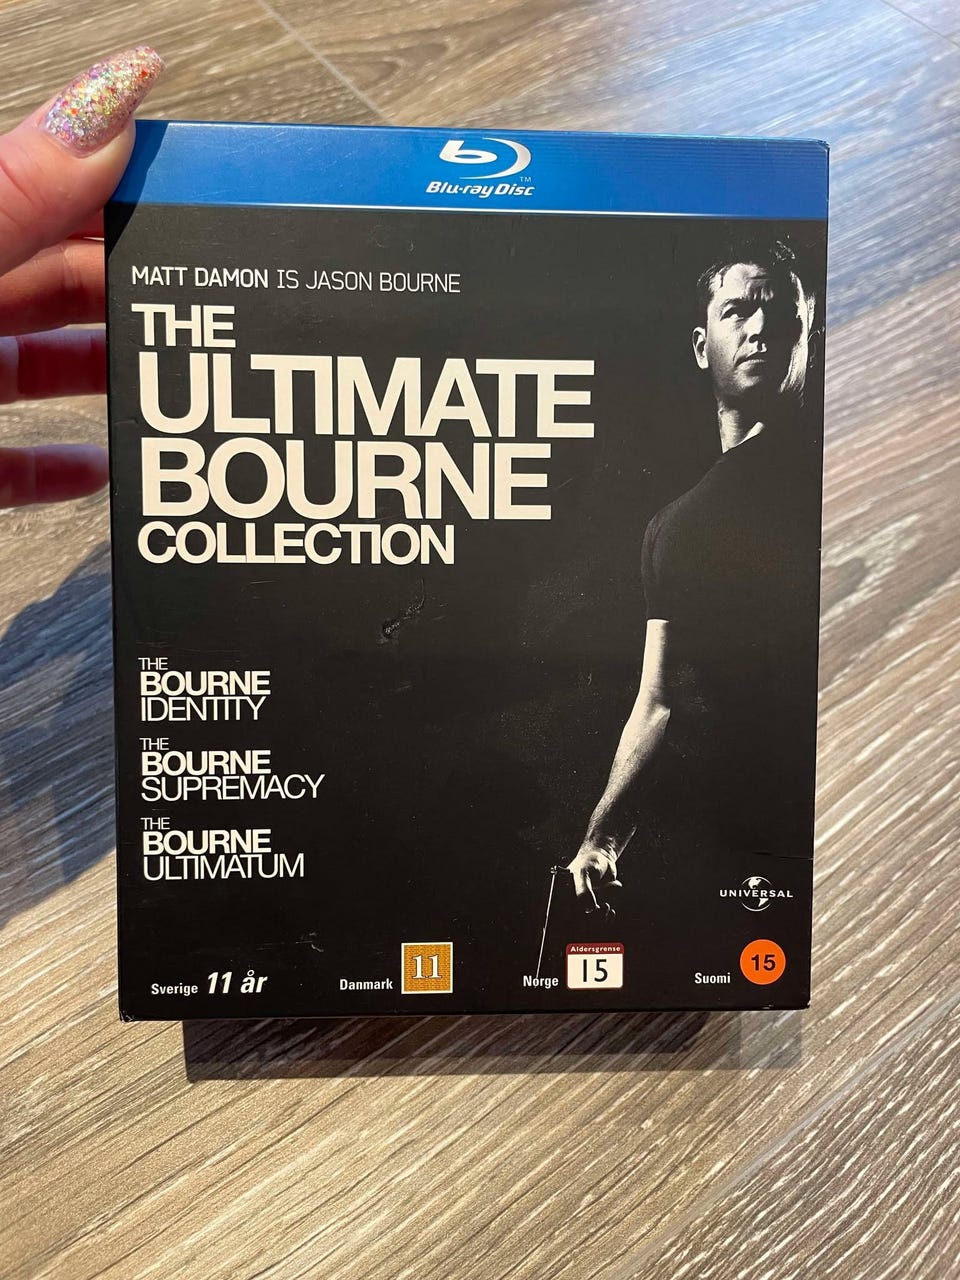 Blu-ray Disc™
MATT DAMON IS JASON BOURNE
THE
ULTIMATE
BOURNE
COLLECTION
THE
BOURNE
IDENTITY
THE
BOURNE
SUPREMACY
THE
BOURNE
ULTIMATUM
UNIVERSAL
Sverige 11 år
Danmark 11
Norge Aldersgrense 15
Suomi 15